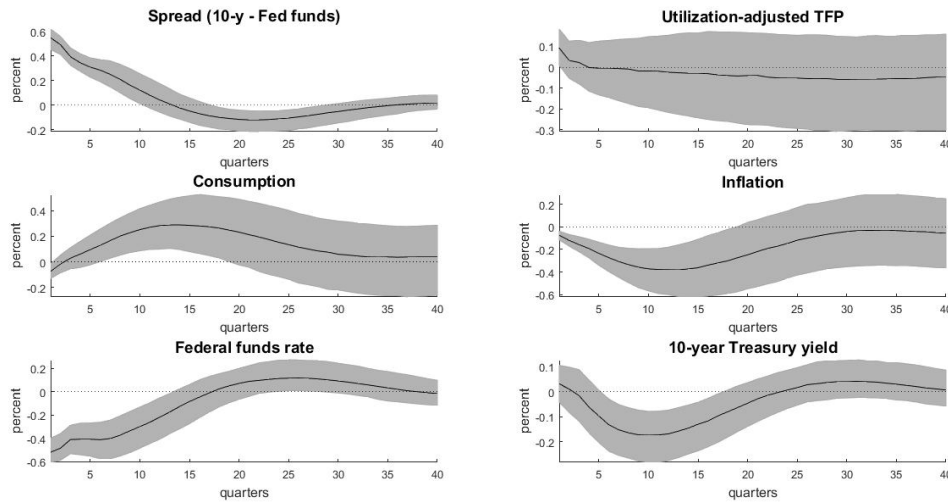 Spread (10-y - Fed funds)
0.6
0.4
0.2
0
-0.2
percent
5 10 15 20 25 30 35 40
quarters
Utilization-adjusted TFP
0.1
0
-0.1
-0.2
-0.3
percent
5 10 15 20 25 30 35 40
quarters
Consumption
0.4
0.2
0
-0.2
percent
5 10 15 20 25 30 35 40
quarters
Inflation
0.2
0
-0.2
-0.4
-0.6
percent
5 10 15 20 25 30 35 40
quarters
Federal funds rate
0.2
0
-0.2
-0.4
-0.6
percent
5 10 15 20 25 30 35 40
quarters
10-year Treasury yield
0.1
0
-0.1
-0.2
percent
5 10 15 20 25 30 35 40
quarters